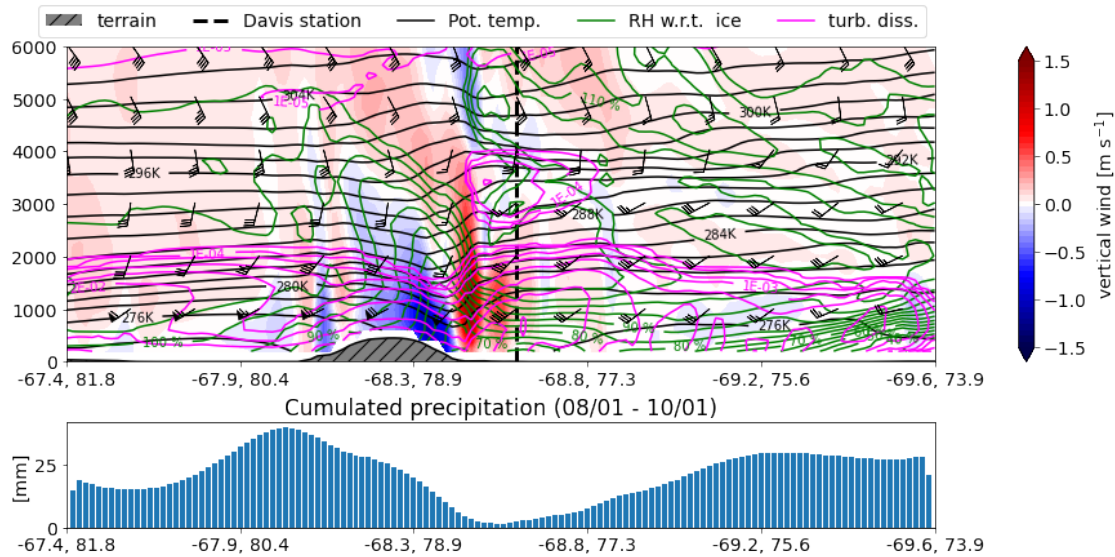 terrain Davis station Pot. temp. RH w.r.t. ice turb. diss.
6000
5000
4000
3000
2000
1000
0
304K
1E-05
110 %
300K
296K
292K
1E-04
288K
284K
280K
1E-03
276K
276K
100 %
90 %
70 %
80 %
90 %
80 %
70 %
-67.4, 81.8 -67.9, 80.4 -68.3, 78.9 -68.8, 77.3 -69.2, 75.6 -69.6, 73.9
1.5
1.0
0.5
0.0
−0.5
−1.0
−1.5
vertical wind [m s⁻¹]
Cumulated precipitation (08/01 - 10/01)
[mm]
25
0
-67.4, 81.8 -67.9, 80.4 -68.3, 78.9 -68.8, 77.3 -69.2, 75.6 -69.6, 73.9